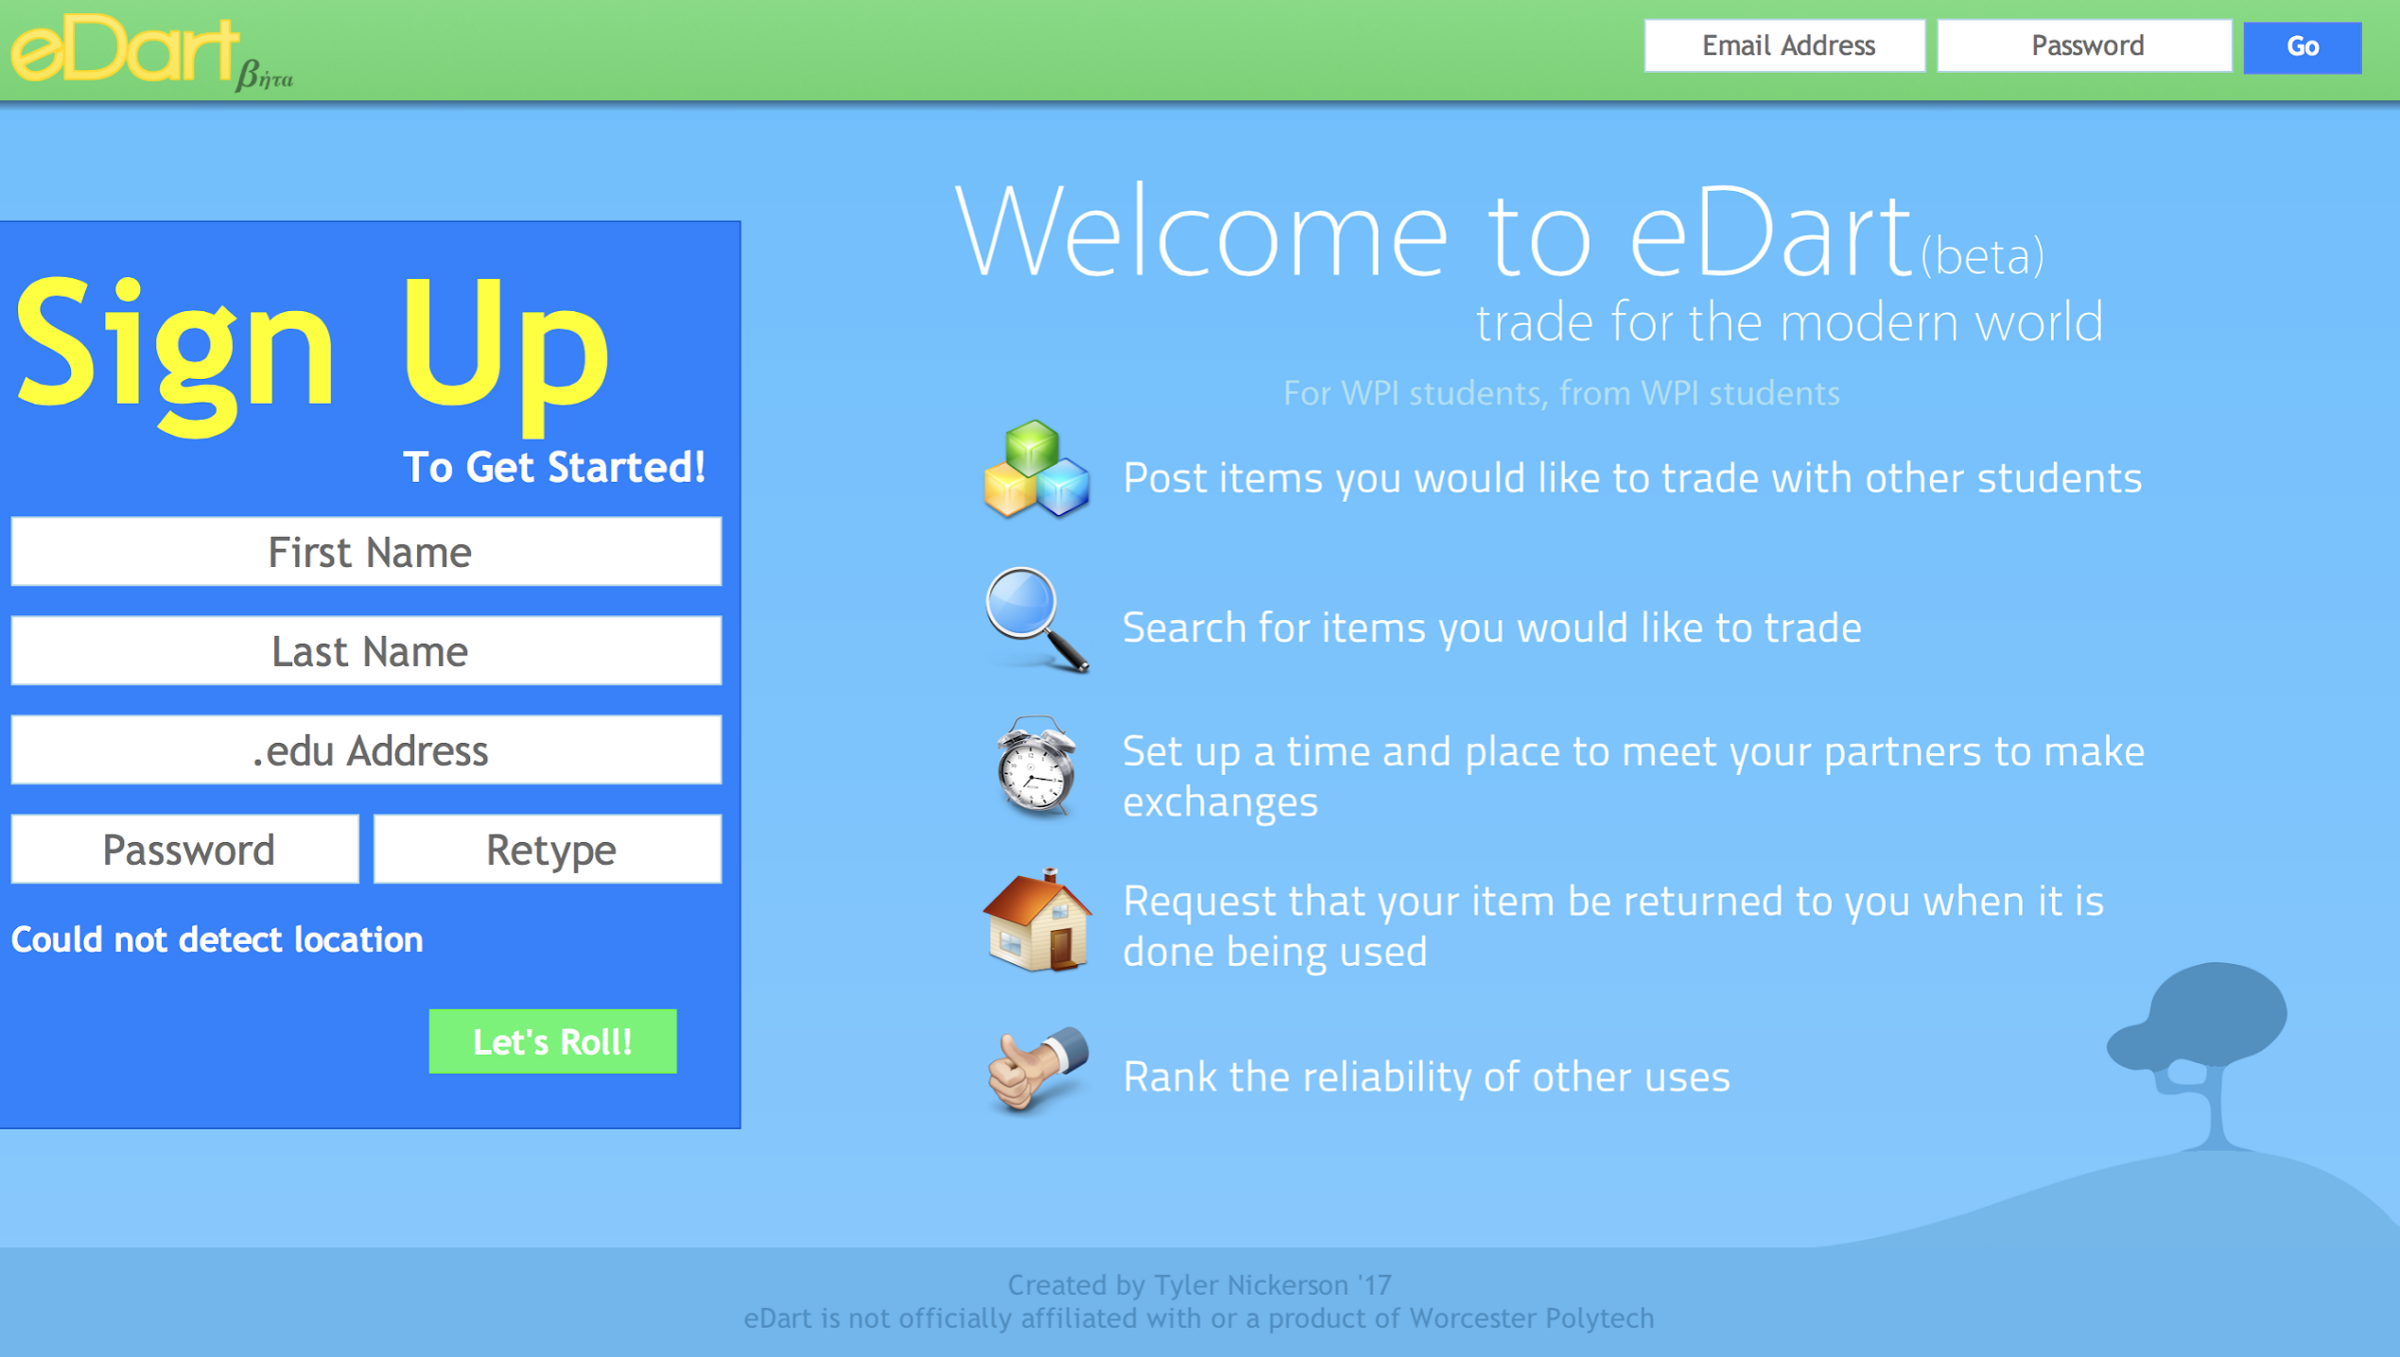 eDart βήτα
Email Address
Password
Go
Welcome to eDart (beta)
trade for the modern world
For WPI students, from WPI students
Sign Up
To Get Started!
First Name
Last Name
.edu Address
Password
Retype
Could not detect location
Let's Roll!
Post items you would like to trade with other students
Search for items you would like to trade
Set up a time and place to meet your partners to make
exchanges
Request that your item be returned to you when it is
done being used
Rank the reliability of other uses
Created by Tyler Nickerson '17
eDart is not officially affiliated with or a product of Worcester Polytech